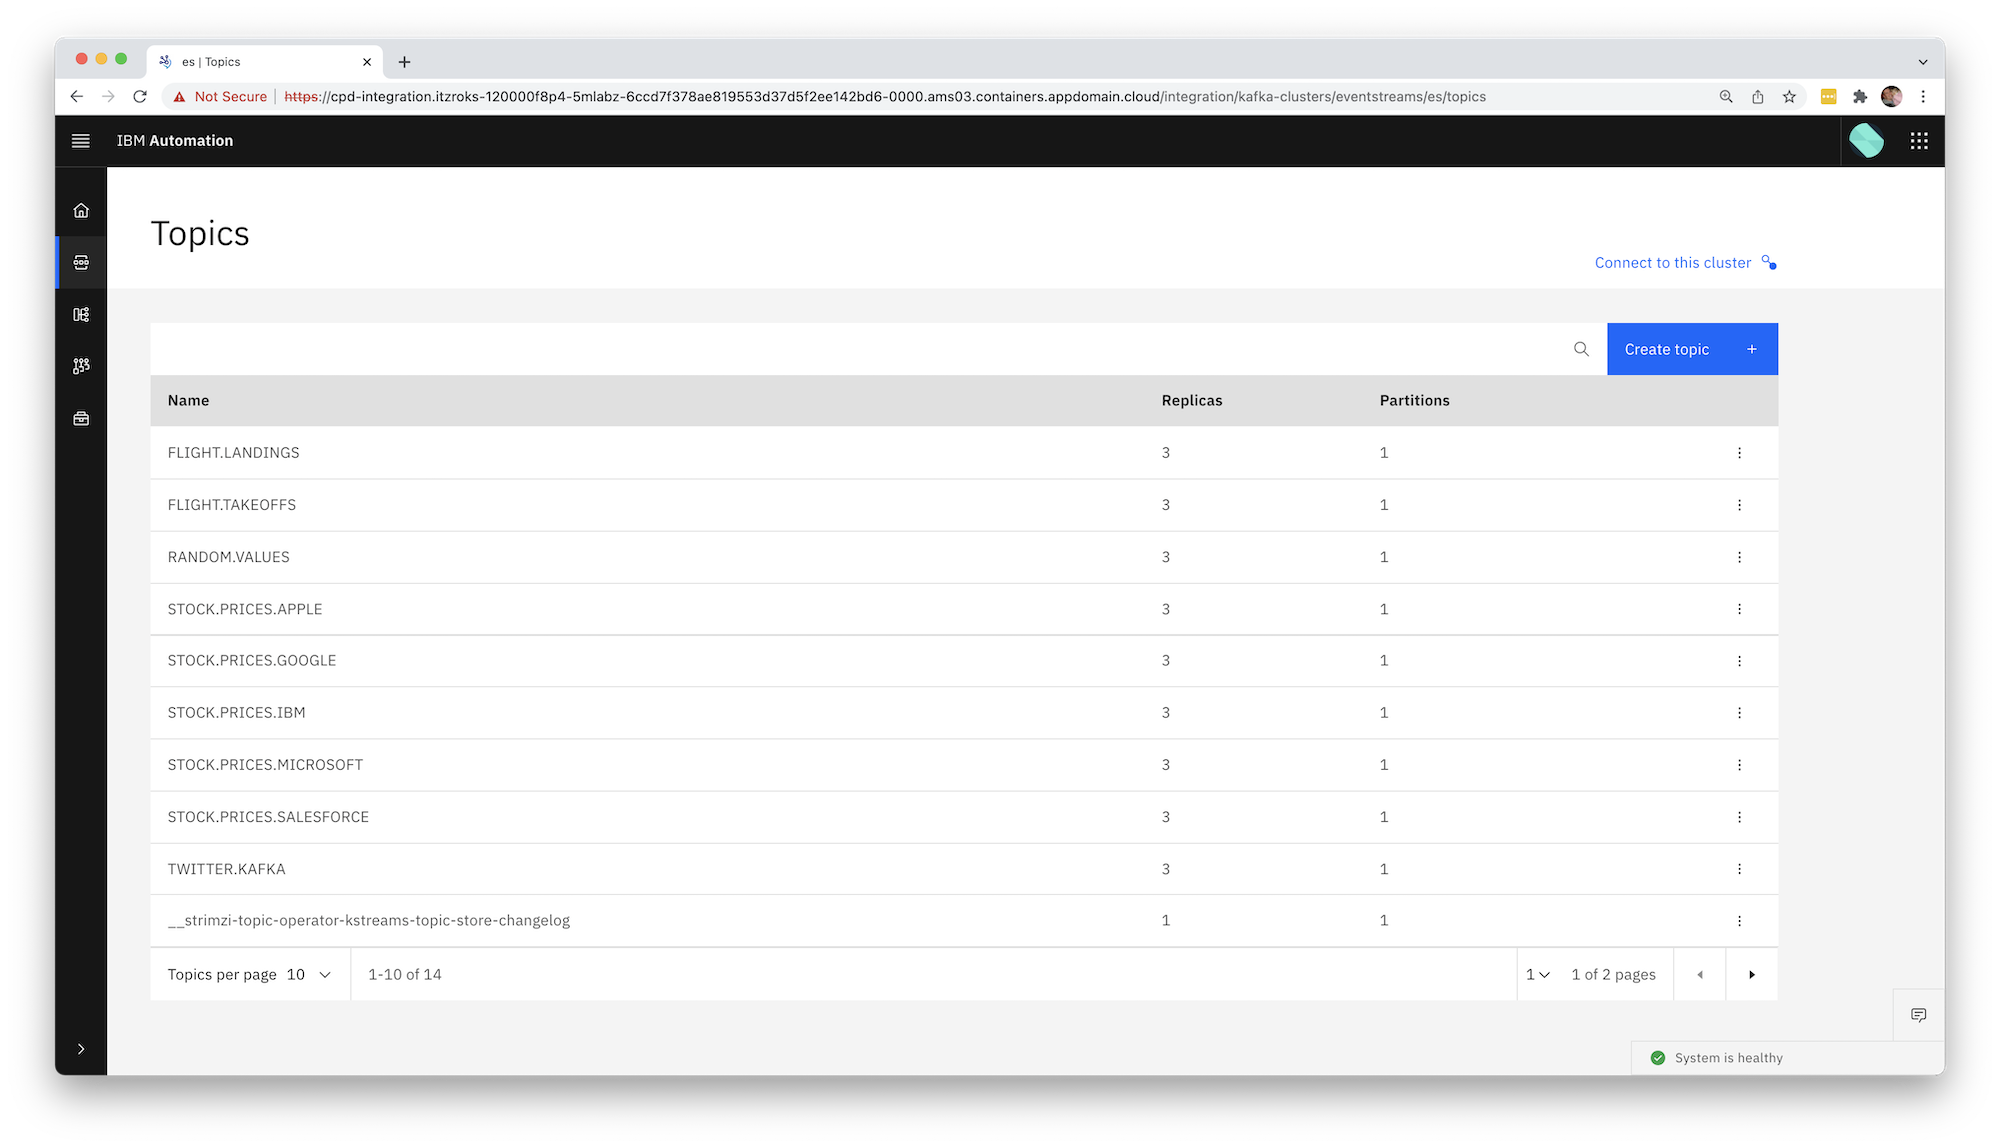 es | Topics
Not Secure https://cpd-integration.itzroks-120000f8p4-5mlabz-6ccd7f378ae819553d37d5f2ee142bd6-0000.ams03.containers.appdomain.cloud/integration/kafka-clusters/eventstreams/es/topics
IBM Automation
Topics
Connect to this cluster
Create topic +
Name Replicas Partitions
FLIGHT.LANDINGS 3 1
FLIGHT.TAKEOFFS 3 1
RANDOM.VALUES 3 1
STOCK.PRICES.APPLE 3 1
STOCK.PRICES.GOOGLE 3 1
STOCK.PRICES.IBM 3 1
STOCK.PRICES.MICROSOFT 3 1
STOCK.PRICES.SALESFORCE 3 1
TWITTER.KAFKA 3 1
__strimzi-topic-operator-kstreams-topic-store-changelog 1 1
Topics per page 10 1-10 of 14 1 1 of 2 pages
System is healthy